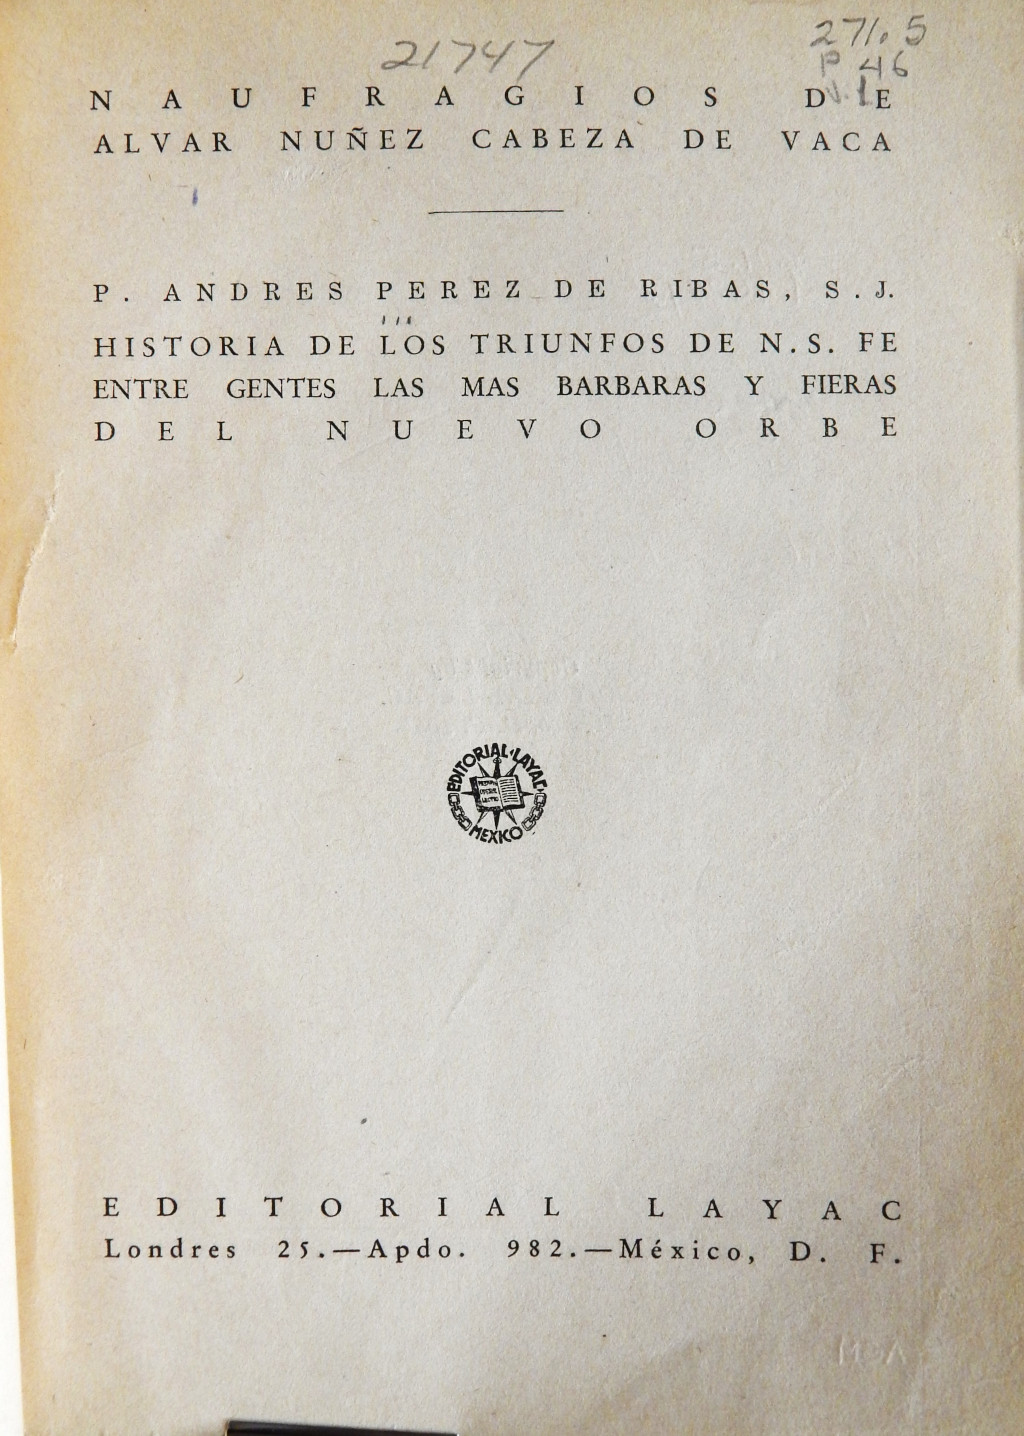 21747
271.5
P 46
v.1
NAUFRAGIOS DE
ALVAR NUÑEZ CABEZA DE VACA
P. ANDRES PEREZ DE RIBAS, S.J.
HISTORIA DE LOS TRIUNFOS DE N.S. FE
ENTRE GENTES LAS MAS BARBARAS Y FIERAS
DEL NUEVO ORBE
EDITORIAL LAYAC
MEXICO
EDITORIAL LAYAC
Londres 25.—Apdo. 982.—México, D. F.